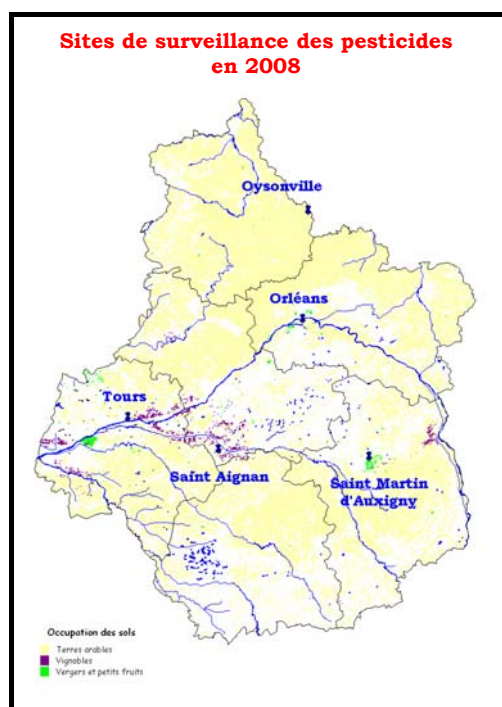 Sites de surveillance des pesticides
en 2008
Oysonville
Orléans
Tours
Saint Aignan
Saint Martin
d'Auxigny
Occupation des sols
Terres arables
Vignobles
Vergers et petits fruits